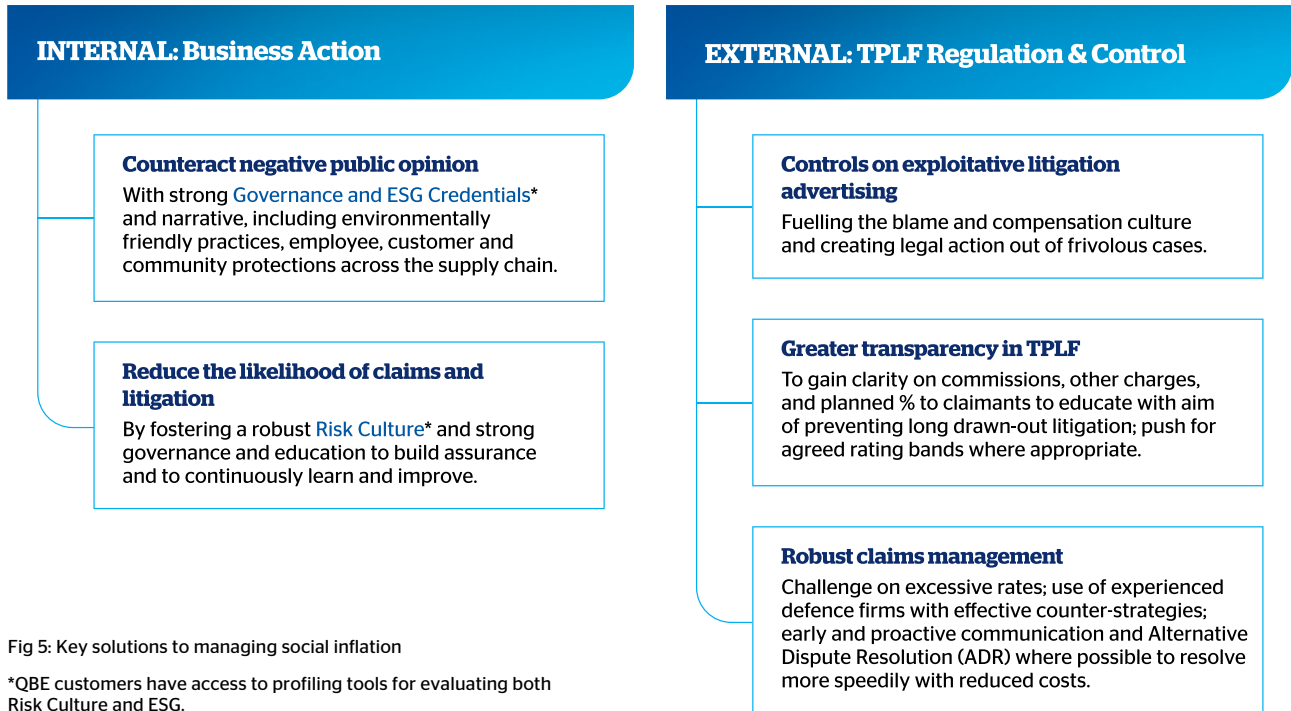 INTERNAL: Business Action
Counteract negative public opinion
With strong Governance and ESG Credentials*
and narrative, including environmentally
friendly practices, employee, customer and
community protections across the supply chain.
Reduce the likelihood of claims and
litigation
By fostering a robust Risk Culture* and strong
governance and education to build assurance
and to continuously learn and improve.
EXTERNAL: TPLF Regulation & Control
Controls on exploitative litigation
advertising
Fuelling the blame and compensation culture
and creating legal action out of frivolous cases.
Greater transparency in TPLF
To gain clarity on commissions, other charges,
and planned % to claimants to educate with aim
of preventing long drawn-out litigation; push for
agreed rating bands where appropriate.
Robust claims management
Challenge on excessive rates; use of experienced
defence firms with effective counter-strategies;
early and proactive communication and Alternative
Dispute Resolution (ADR) where possible to resolve
more speedily with reduced costs.
Fig 5: Key solutions to managing social inflation
*QBE customers have access to profiling tools for evaluating both
Risk Culture and ESG.